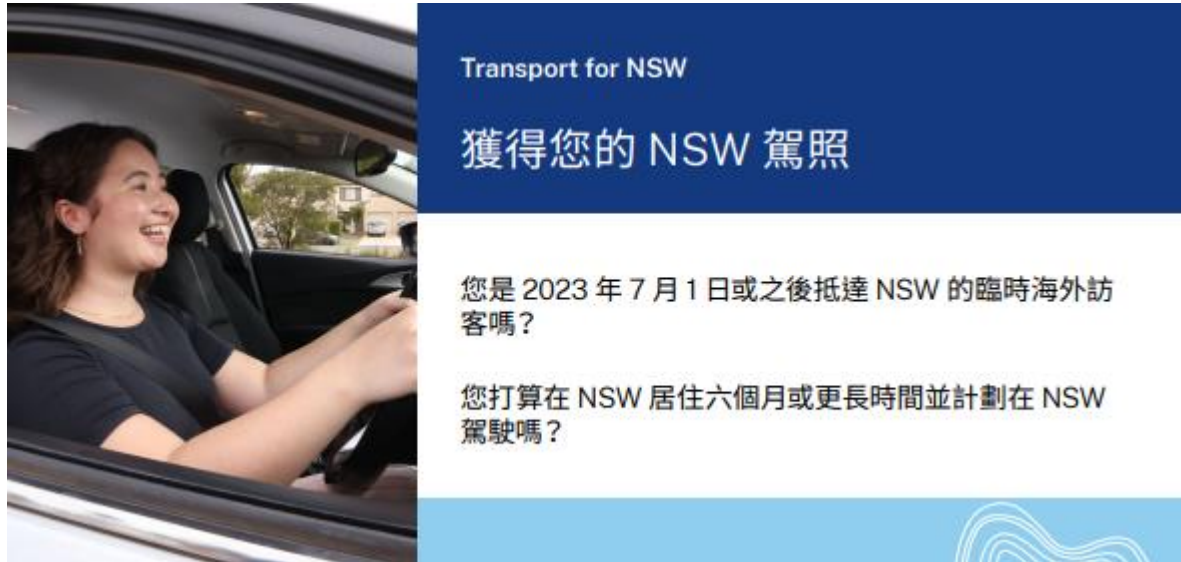 Transport for NSW
獲得您的 NSW 駕照
您是 2023 年 7 月 1 日或之後抵達 NSW 的臨時海外訪
客嗎?
您打算在 NSW 居住六個月或更長時間並計劃在 NSW
駕駛嗎?